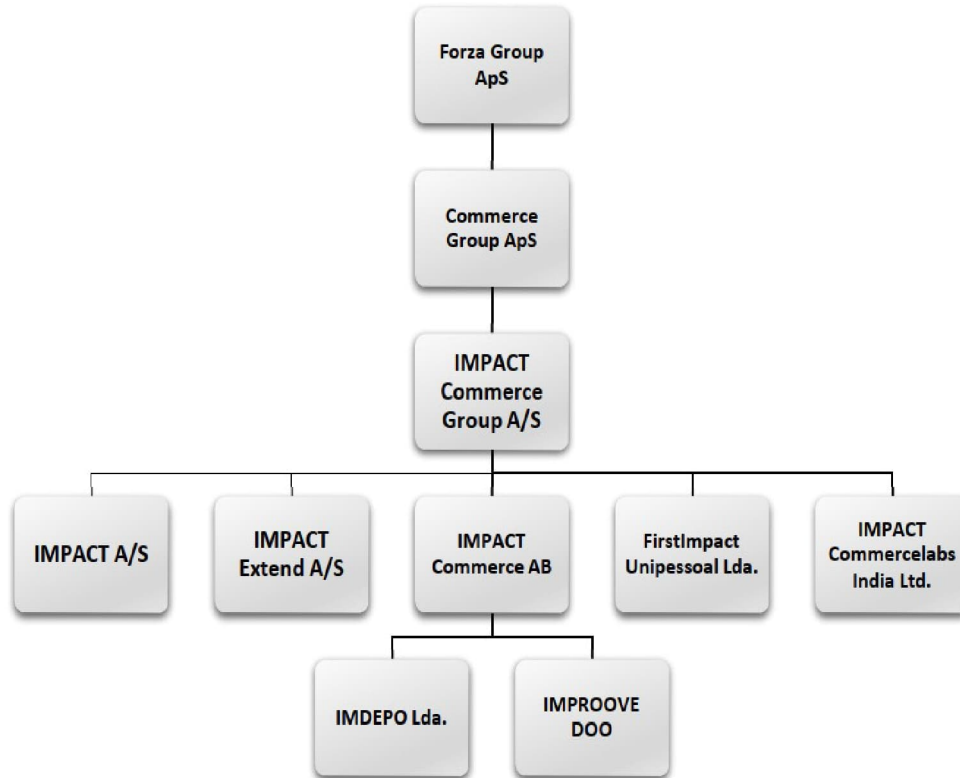 Forza Group
ApS
Commerce
Group ApS
IMPACT
Commerce
Group A/S
IMPACT A/S
IMPACT
Extend A/S
IMPACT
Commerce AB
FirstImpact
Unipessoal Lda.
IMPACT
Commercelabs
India Ltd.
IMDEPO Lda.
IMPROOVE
DOO